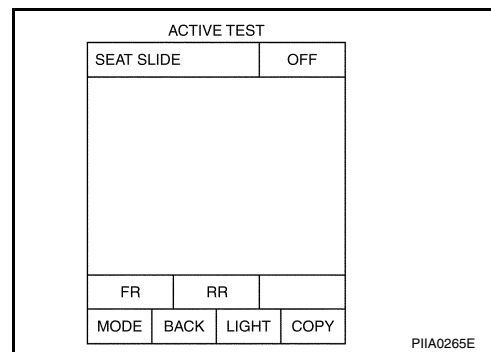 ACTIVE TEST
SEAT SLIDE OFF
FR RR
MODE BACK LIGHT COPY
PIIA0265E